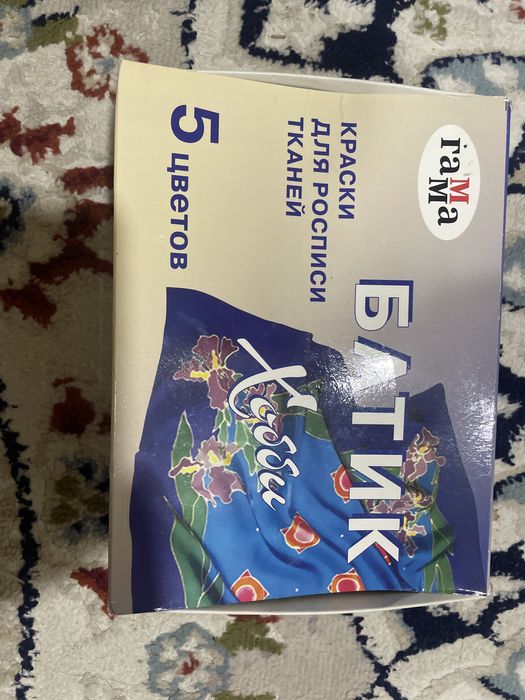 гамма
БАТИК
Хобби
КРАСКИ
ДЛЯ РОСПИСИ
ТКАНЕЙ
5 цветов